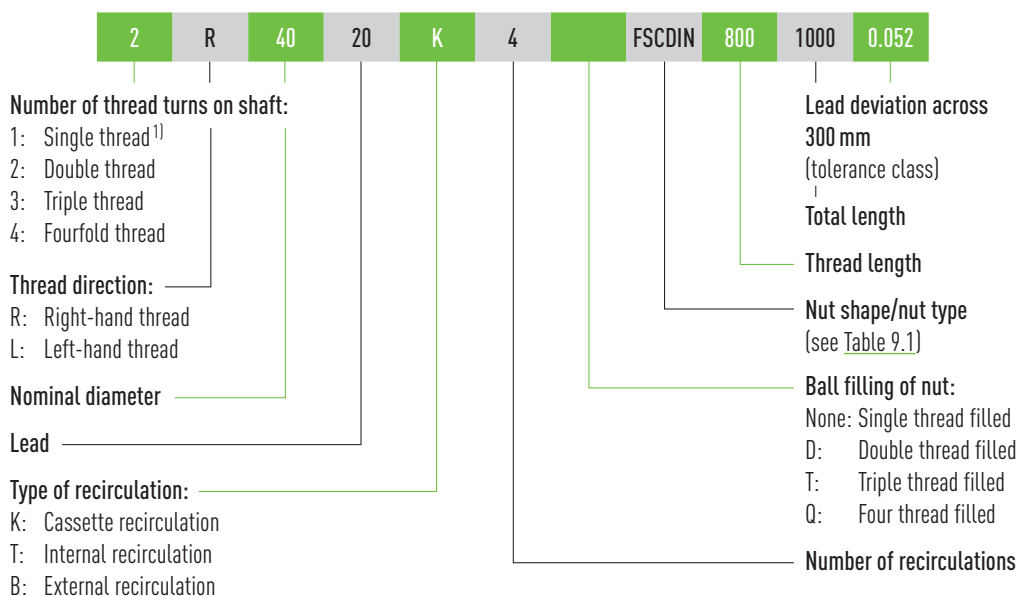 2 R 40 20 K 4 FSCDIN 800 1000 0.052
Number of thread turns on shaft:
1: Single thread 1)
2: Double thread
3: Triple thread
4: Fourfold thread
Thread direction:
R: Right-hand thread
L: Left-hand thread
Nominal diameter
Lead
Type of recirculation:
K: Cassette recirculation
T: Internal recirculation
B: External recirculation
Lead deviation across
300 mm
(tolerance class)
Total length
Thread length
Nut shape/nut type
(see Table 9.1)
Ball filling of nut:
None: Single thread filled
D: Double thread filled
T: Triple thread filled
Q: Four thread filled
Number of recirculations